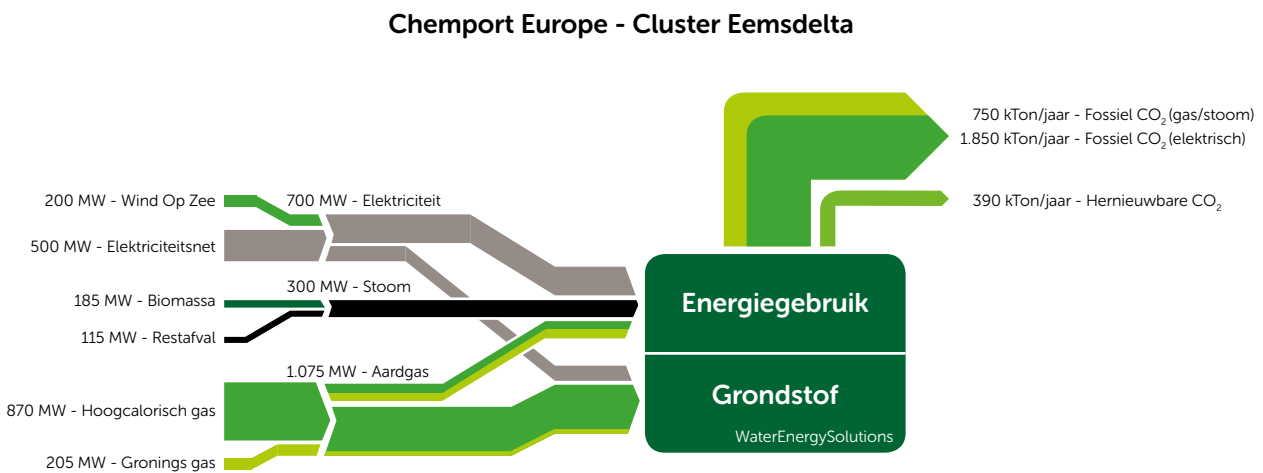 Chemport Europe - Cluster Eemsdelta
750 kTon/jaar - Fossiel CO₂ (gas/stoom)
1.850 kTon/jaar - Fossiel CO₂ (elektrisch)
200 MW - Wind Op Zee
700 MW - Elektriciteit
390 kTon/jaar - Hernieuwbare CO₂
500 MW - Elektriciteitsnet
300 MW - Stoom
185 MW - Biomassa
Energiegebruik
115 MW - Restafval
1.075 MW - Aardgas
Grondstof
870 MW - Hoogcalorisch gas
WaterEnergySolutions
205 MW - Gronings gas